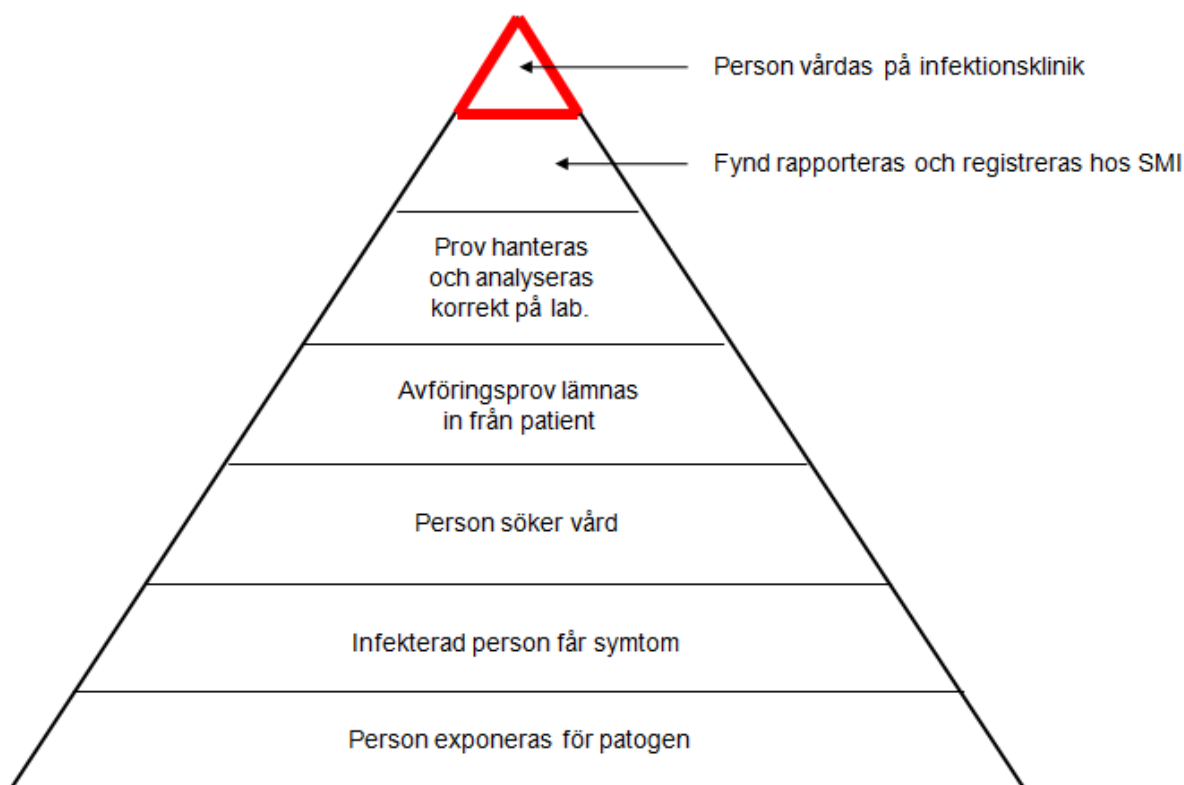 Person vårdas på infektionsklinik
Fynd rapporteras och registreras hos SMI
Prov hanteras
och analyseras
korrekt på lab.
Avföringsprov lämnas
in från patient
Person söker vård
Infekterad person får symtom
Person exponeras för patogen